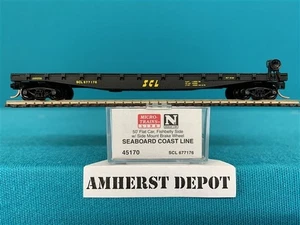 SCL 677176
SCL
MICRO TRAINS LINE
N
50' Flat Car, Fishbelly Side
w/ Side Mount Brake Wheel
SEABOARD COAST LINE
45170 SCL 677176
AMHERST DEPOT